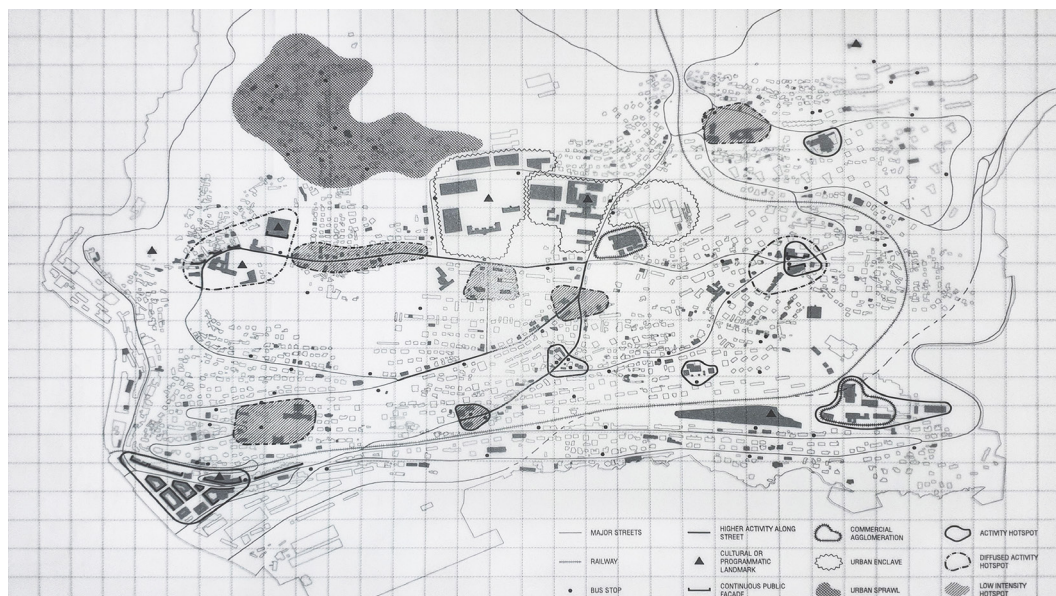 MAJOR STREETS
HIGHER ACTIVITY ALONG
STREET
COMMERCIAL
AGGLOMERATION
ACTIVITY HOTSPOT
RAILWAY
CULTURAL OR
PROGRAMMATIC
LANDMARK
URBAN ENCLAVE
DIFFUSED ACTIVITY
HOTSPOT
BUS STOP
CONTINUOUS PUBLIC
FACADE
URBAN SPRAWL
LOW INTENSITY
HOTSPOT